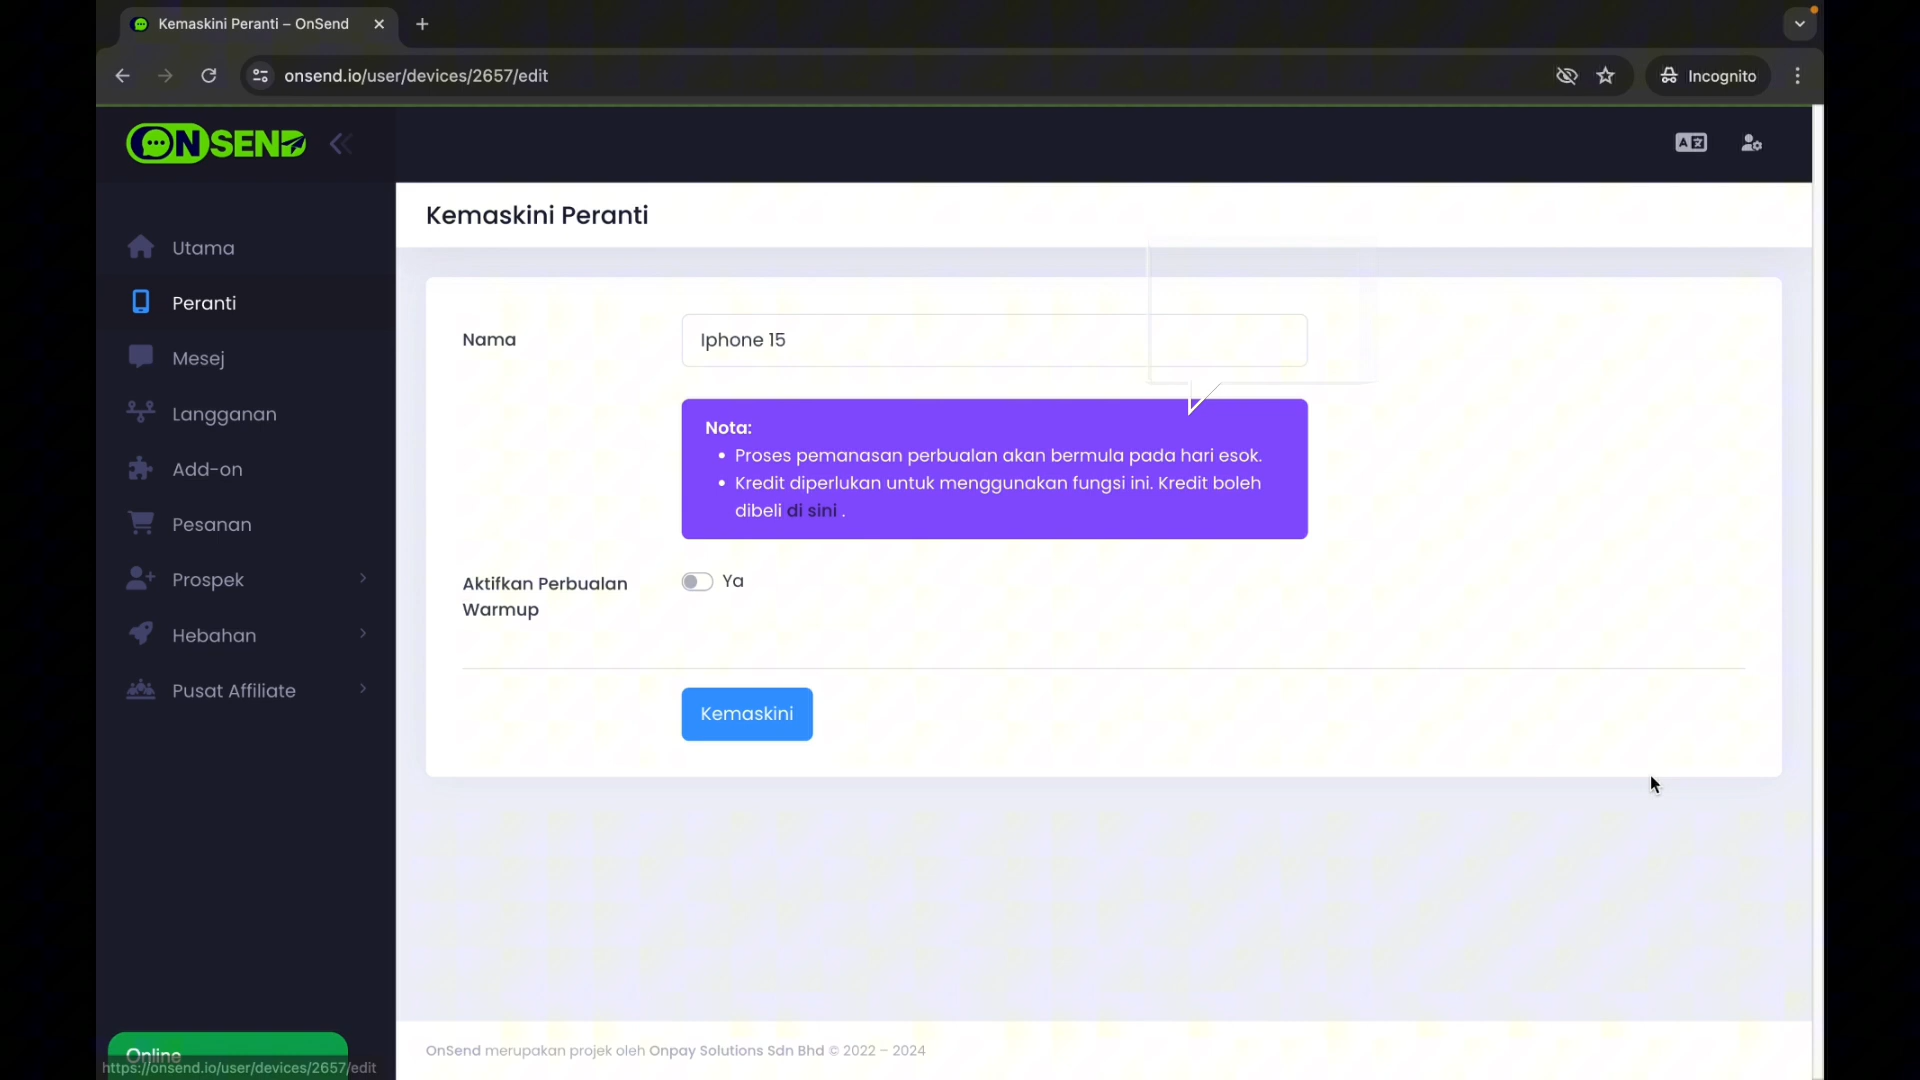 Kemaskini Peranti – OnSend
onsend.io/user/devices/2657/edit
Incognito
ONSEND
Kemaskini Peranti
Utama
Peranti
Mesej
Langganan
Add-on
Pesanan
Prospek
Hebahan
Pusat Affiliate
Nama
Iphone 15
Nota:
• Proses pemanasan perbualan akan bermula pada hari esok.
• Kredit diperlukan untuk menggunakan fungsi ini. Kredit boleh
dibeli di sini .
Aktifkan Perbualan
Warmup
Ya
Kemaskini
OnSend merupakan projek oleh Onpay Solutions Sdn Bhd © 2022 – 2024
Online
https://onsend.io/user/devices/2657/edit